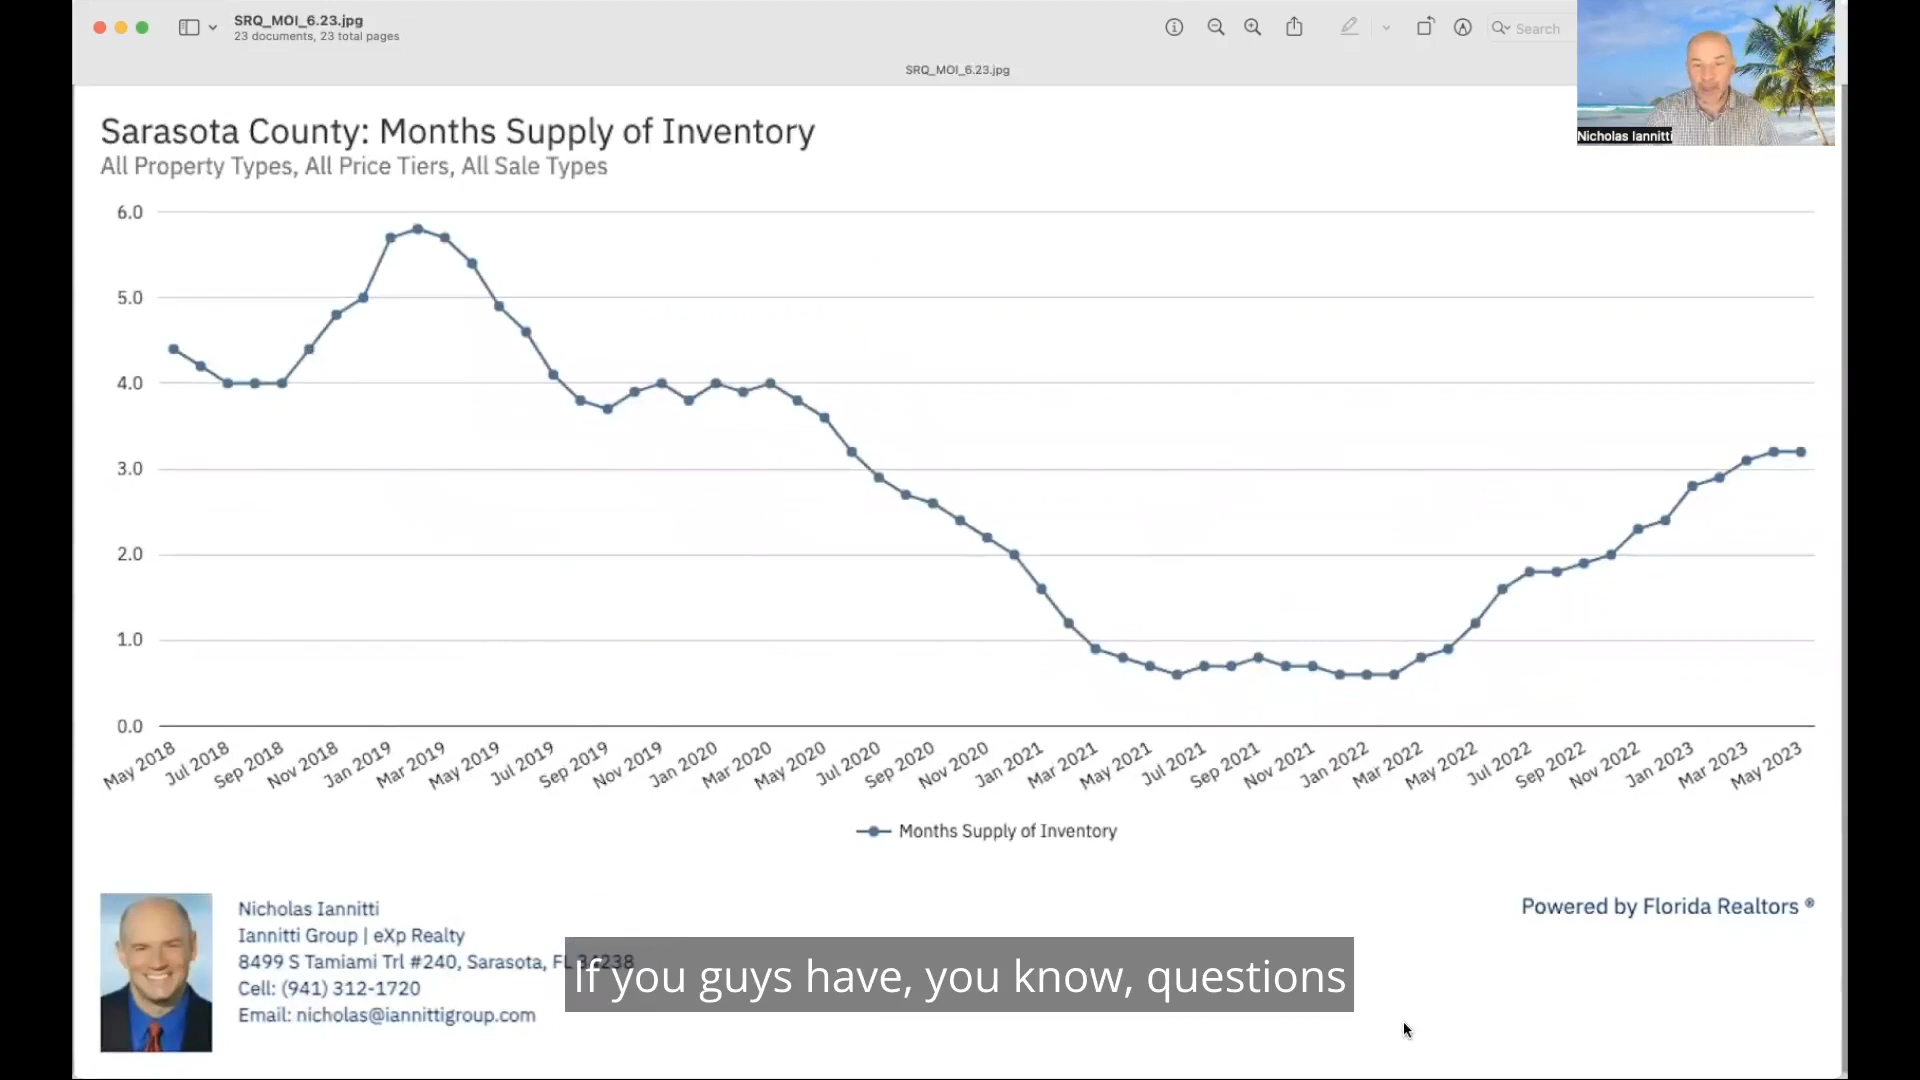 SRQ_MOI_6.23.jpg
23 documents, 23 total pages
Search
SRQ_MOI_6.23.jpg
Nicholas Iannitti
Sarasota County: Months Supply of Inventory
All Property Types, All Price Tiers, All Sale Types
6.0
5.0
4.0
3.0
2.0
1.0
0.0
May 2018
Jul 2018
Sep 2018
Nov 2018
Jan 2019
Mar 2019
May 2019
Jul 2019
Sep 2019
Nov 2019
Jan 2020
Mar 2020
May 2020
Jul 2020
Sep 2020
Nov 2020
Jan 2021
Mar 2021
May 2021
Jul 2021
Sep 2021
Nov 2021
Jan 2022
Mar 2022
May 2022
Jul 2022
Sep 2022
Nov 2022
Jan 2023
Mar 2023
May 2023
Months Supply of Inventory
Nicholas Iannitti
Iannitti Group | eXp Realty
8499 S Tamiami Trl #240, Sarasota, FL 34238
Cell: (941) 312-1720
Email: nicholas@iannittigroup.com
Powered by Florida Realtors ®
If you guys have, you know, questions